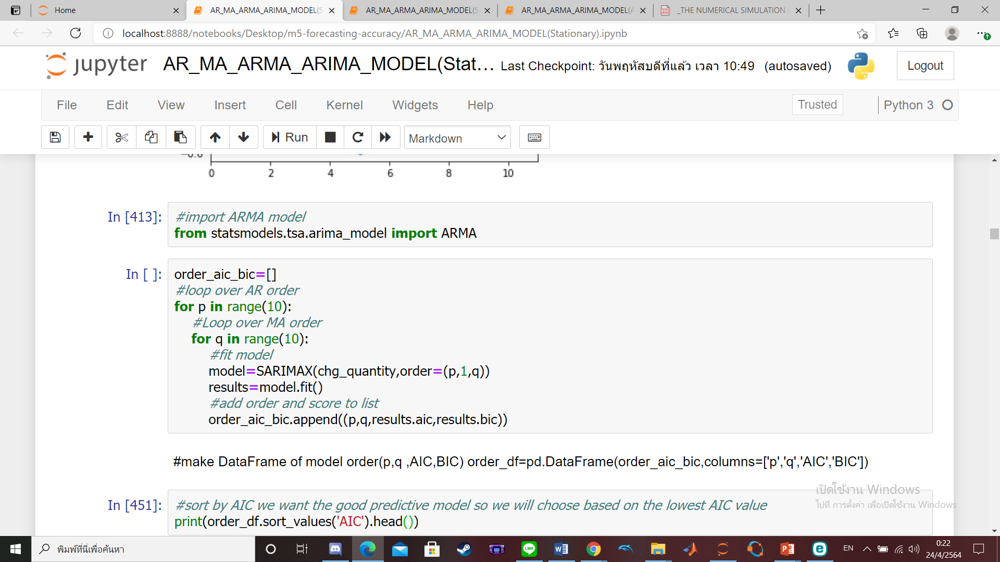 Home
AR_MA_ARMA_ARIMA_MODEL(S
AR_MA_ARMA_ARIMA_MODEL(S
AR_MA_ARMA_ARIMA_MODEL(A
_THE NUMERICAL SIMULATION
localhost:8888/notebooks/Desktop/m5-forecasting-accuracy/AR_MA_ARMA_ARIMA_MODEL(Stationary).ipynb
jupyter AR_MA_ARMA_ARIMA_MODEL(Stat... Last Checkpoint: วันพฤหัสบดีที่แล้ว เวลา 10:49 (autosaved)
Logout
File Edit View Insert Cell Kernel Widgets Help
Trusted
Python 3
Run
Markdown
−0.6
0 2 4 6 8 10
In [413]:
#import ARMA model
from statsmodels.tsa.arima_model import ARMA
In [ ]:
order_aic_bic=[]
#loop over AR order
for p in range(10):
#Loop over MA order
for q in range(10):
#fit model
model=SARIMAX(chg_quantity,order=(p,1,q))
results=model.fit()
#add order and score to list
order_aic_bic.append((p,q,results.aic,results.bic))
#make DataFrame of model order(p,q ,AIC,BIC) order_df=pd.DataFrame(order_aic_bic,columns=['p','q','AIC','BIC'])
In [451]:
#sort by AIC we want the good predictive model so we will choose based on the lowest AIC value
print(order_df.sort_values('AIC').head())
เปิดใช้งาน Windows
ไปที่ การตั้งค่า เพื่อเปิดใช้งาน Windows
พิมพ์ที่นี่เพื่อค้นหา
LINE
EN
0:22
24/4/2564